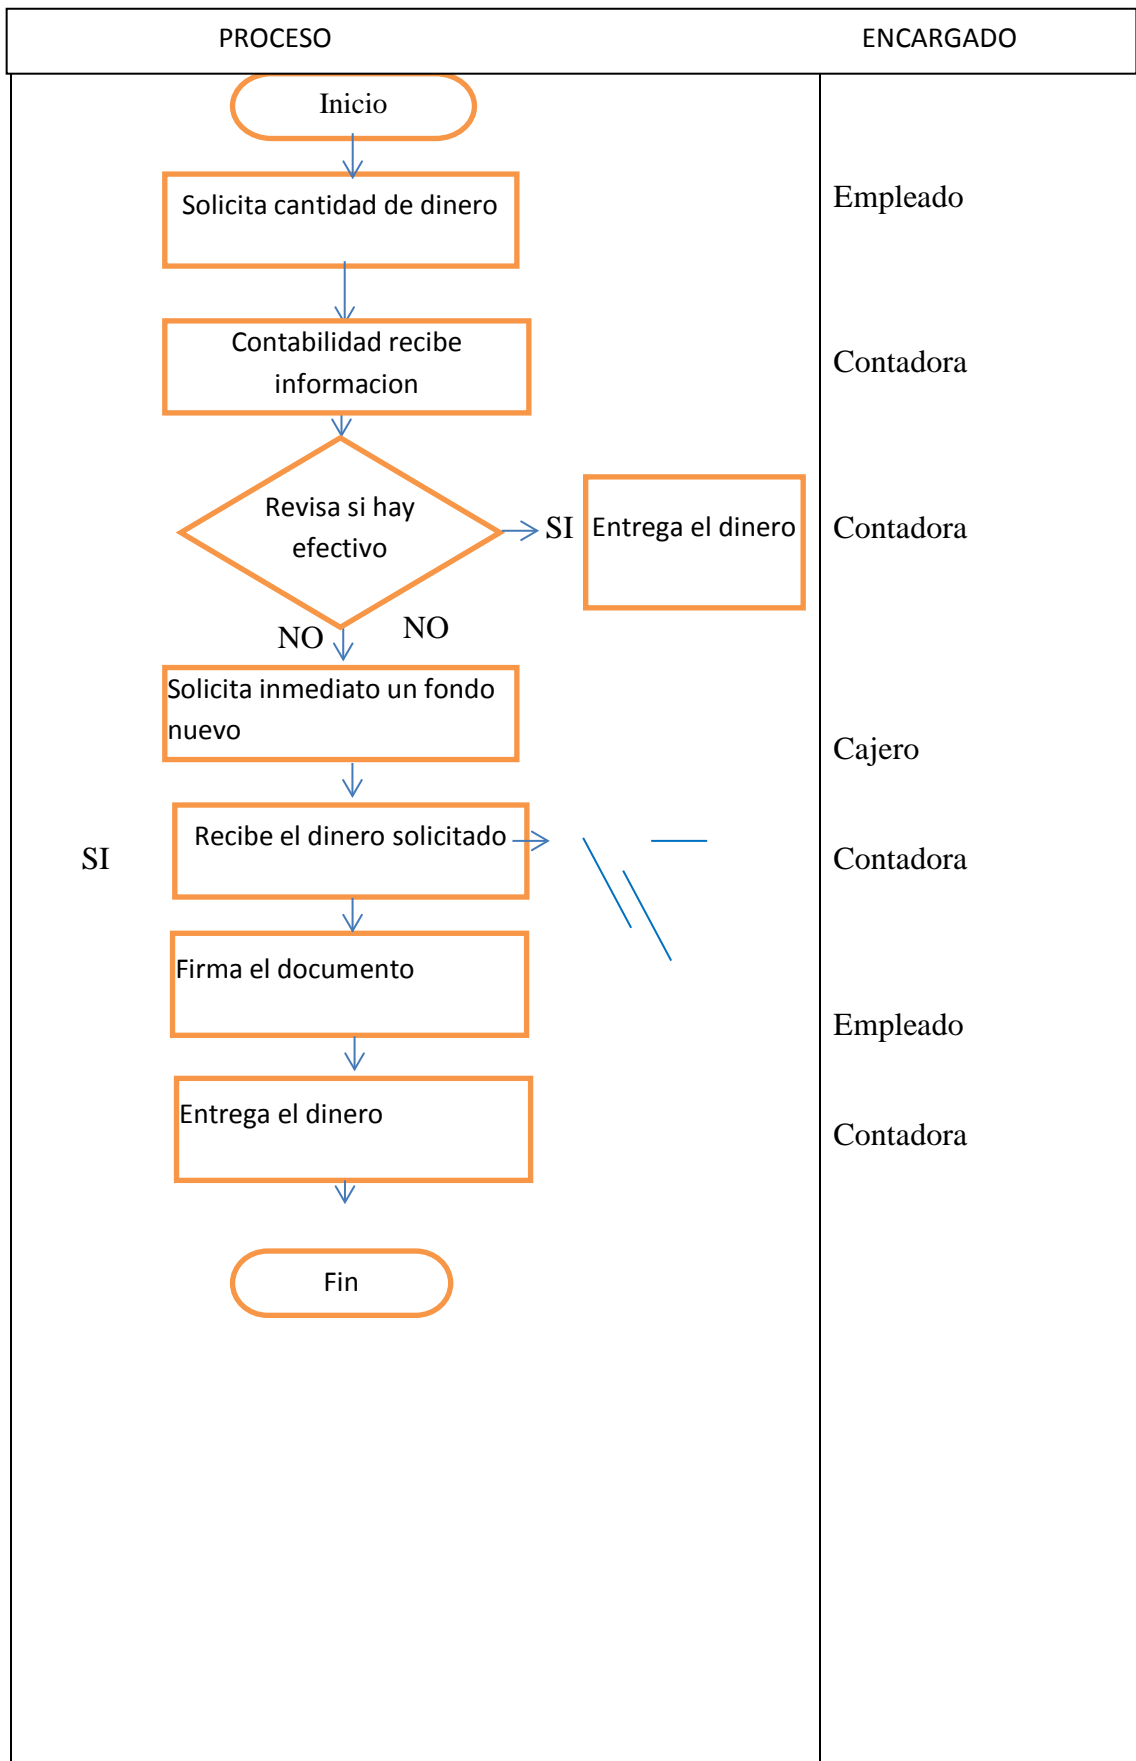 PROCESO ENCARGADO
Inicio
Solicita cantidad de dinero
Empleado
Contabilidad recibe
informacion
Contadora
Revisa si hay
efectivo
SI
Entrega el dinero
Contadora
NO
NO
Solicita inmediato un fondo
nuevo
Cajero
Recibe el dinero solicitado
SI
Contadora
Firma el documento
Empleado
Entrega el dinero
Contadora
Fin